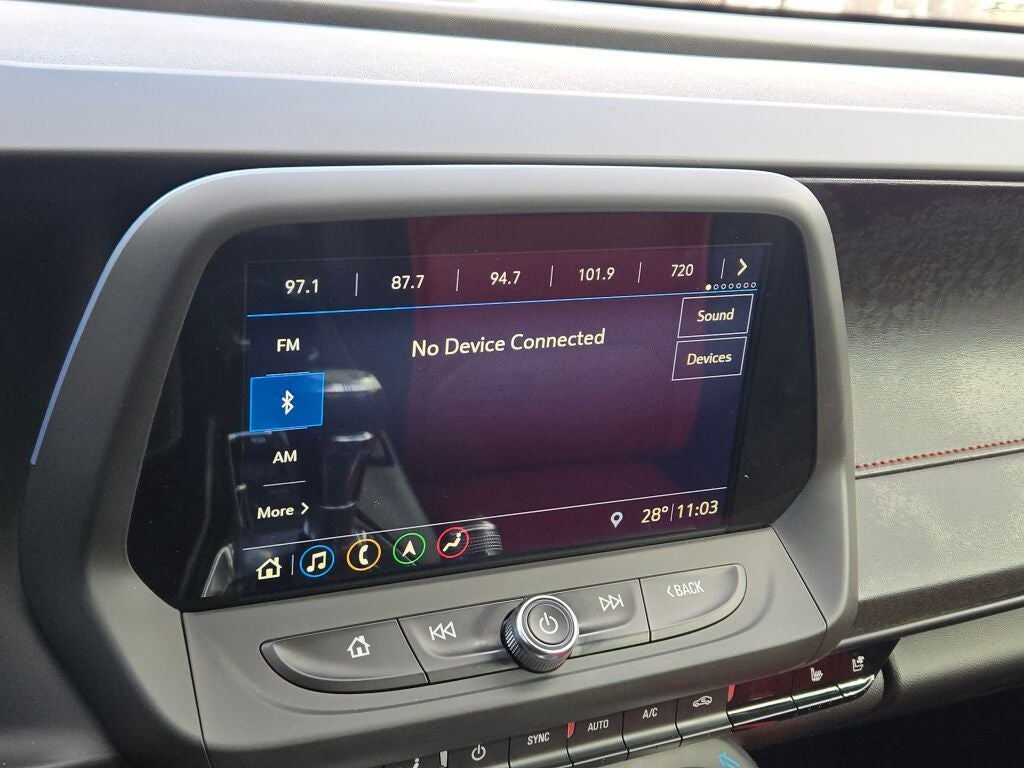 97.1 | 87.7 | 94.7 | 101.9 | 720 |
Sound
FM
No Device Connected
Devices
AM
More
28° | 11:03
BACK
SYNC AUTO A/C